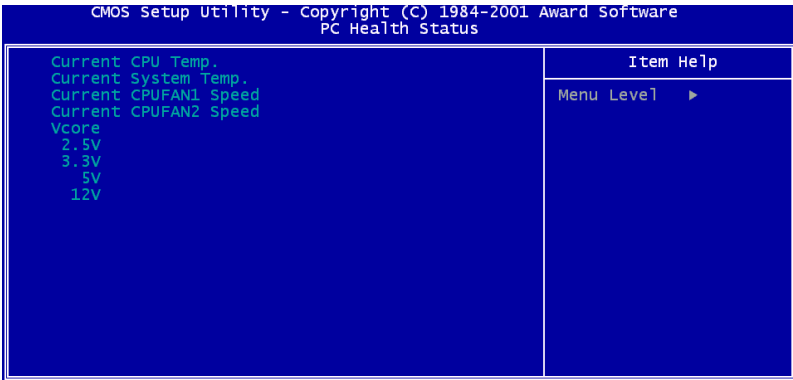 CMOS Setup Utility - Copyright (C) 1984-2001 Award Software
PC Health Status
Current CPU Temp.
Current System Temp.
Current CPUFAN1 Speed
Current CPUFAN2 Speed
Vcore
2.5V
3.3V
5V
12V
Item Help
Menu Level ▶